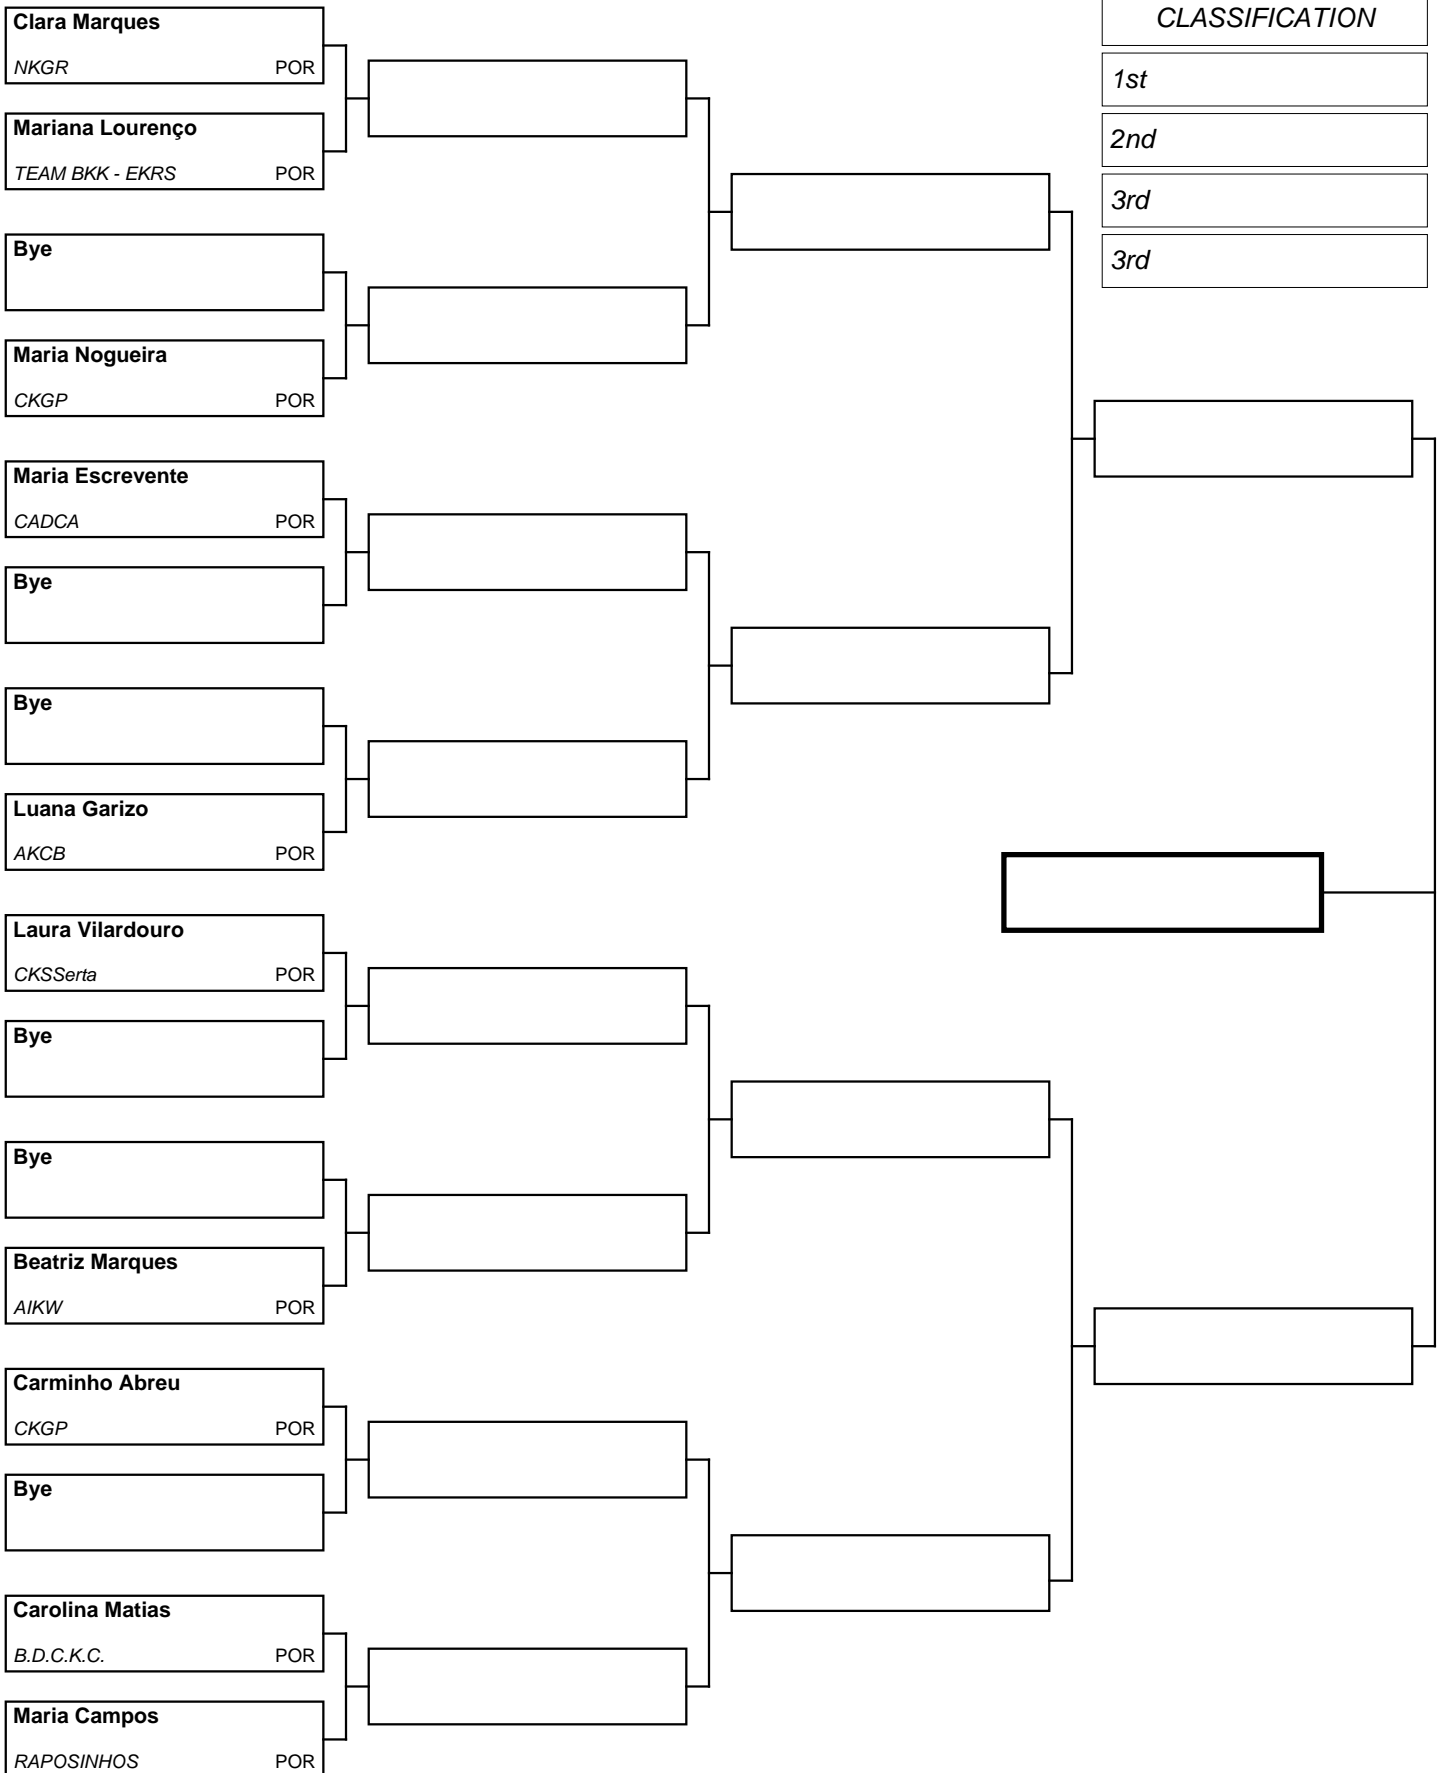 Clara Marques
NKGR POR
Mariana Lourenço
TEAM BKK - EKRS POR
Bye
Maria Nogueira
CKGP POR
Maria Escrevente
CADCA POR
Bye
Bye
Luana Garizo
AKCB POR
Laura Vilardouro
CKSSerta POR
Bye
Bye
Beatriz Marques
AIKW POR
Carminho Abreu
CKGP POR
Bye
Carolina Matias
B.D.C.K.C. POR
Maria Campos
RAPOSINHOS POR
CLASSIFICATION
1st
2nd
3rd
3rd